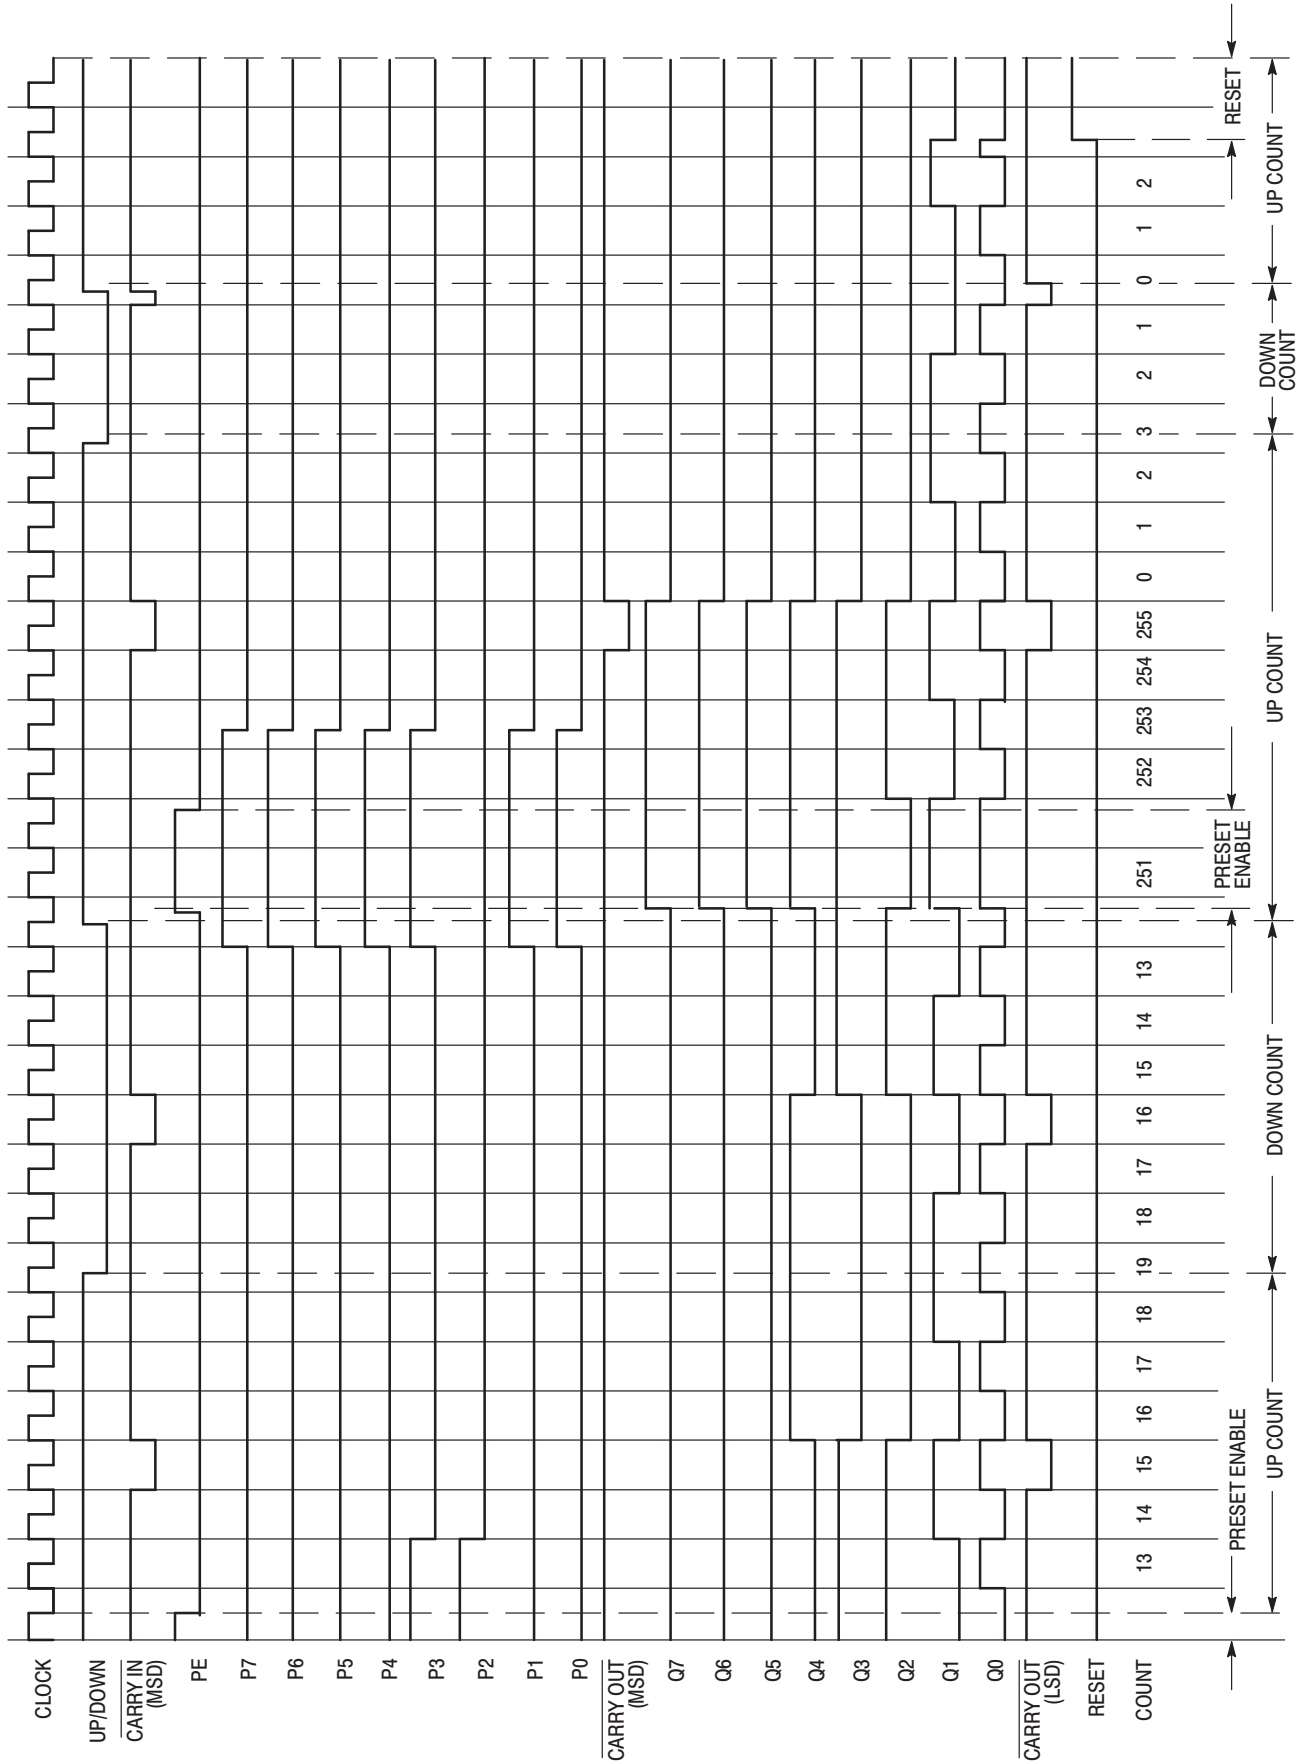 CLOCK
UP/DOWN
CARRY IN
(MSD)
PE
P7
P6
P5
P4
P3
P2
P1
P0
CARRY OUT
(MSD)
Q7
Q6
Q5
Q4
Q3
Q2
Q1
Q0
CARRY OUT
(LSD)
RESET
COUNT
13 14 15 16 17 18 19 18 17 16 15 14 13 251 252 253 254 255 0 1 2 3 2 1 0 1 2
PRESET ENABLE
PRESET
ENABLE
RESET
UP COUNT
DOWN COUNT
UP COUNT
DOWN
COUNT
UP COUNT